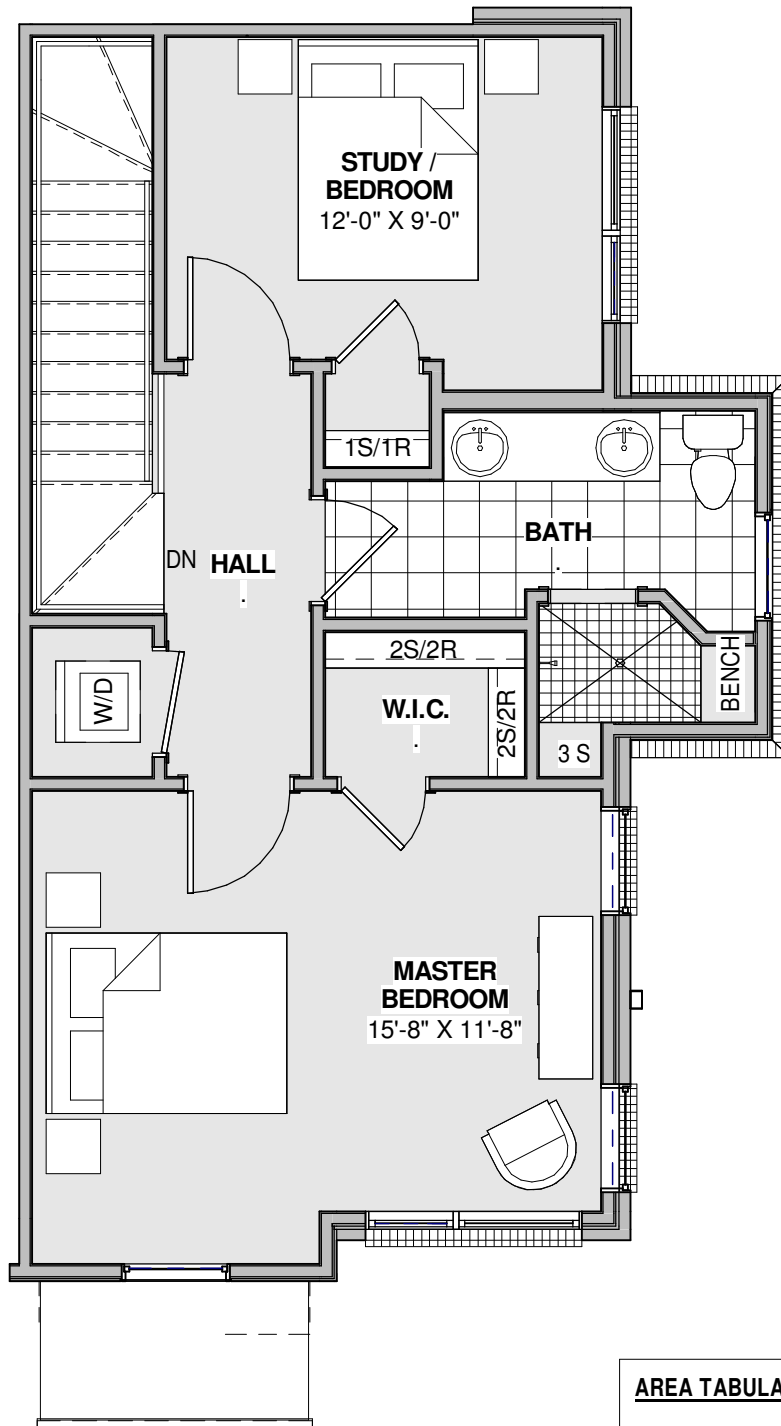 STUDY /
BEDROOM
12'-0" X 9'-0"
1S/1R
BATH
DN
HALL
2S/2R
W/D
W.I.C.
2S/2R
BENCH
3 S
MASTER
BEDROOM
15'-8" X 11'-8"
AREA TABULA